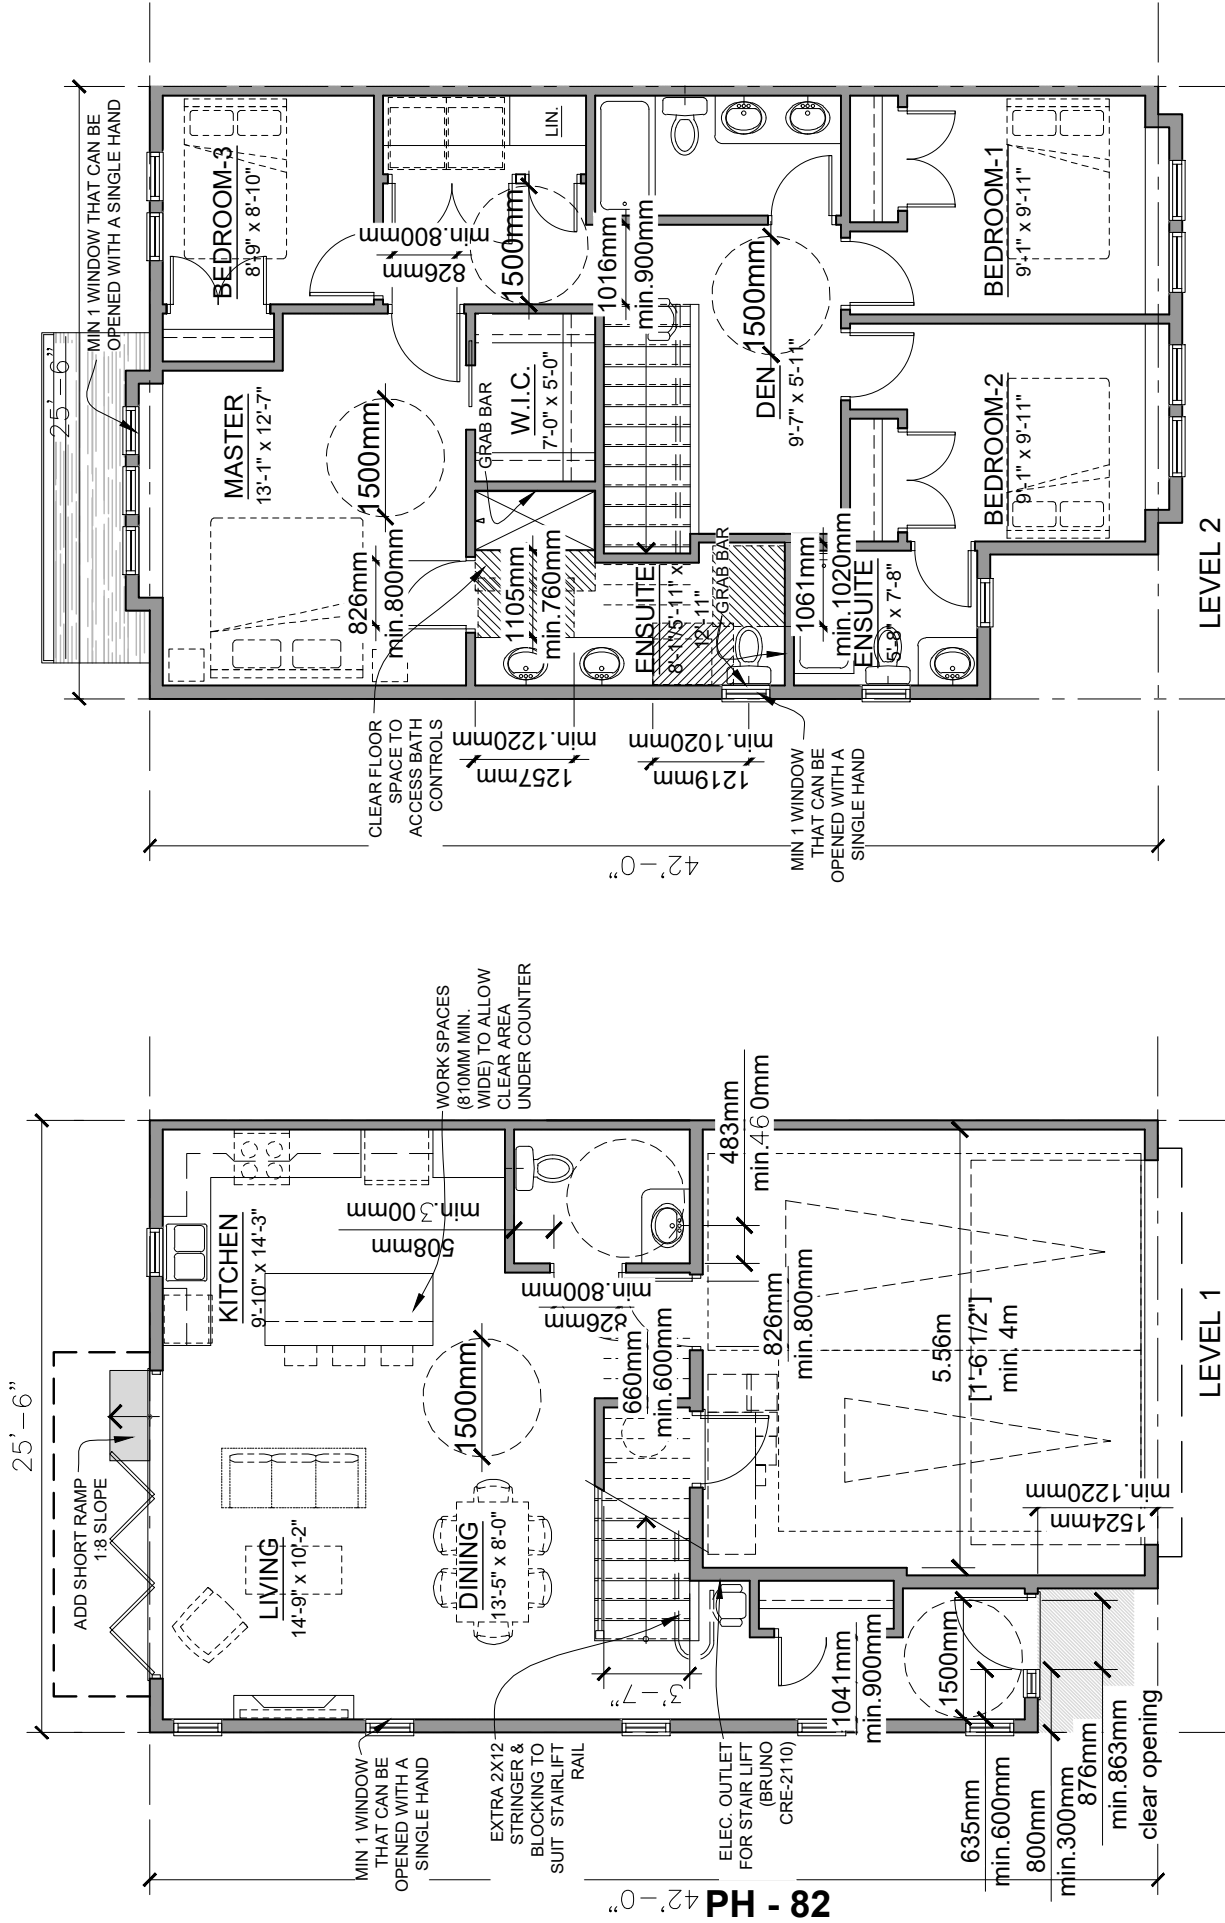 LEVEL 2
25'-6"
42'-0"
MIN 1 WINDOW THAT CAN BE
OPENED WITH A SINGLE HAND
BEDROOM-3
8'-9" x 8'-10"
MASTER
13'-1" x 12'-7"
1500mm
826mm
min.800mm
826mm
min.800mm
1500mm
LIN.
W.I.C.
7'-0" x 5'-0"
GRAB BAR
1105mm
min.760mm
1016mm
min.900mm
1500mm
DEN
9'-7" x 5'-11"
ENSUITE
8'-1"/5'-11" x
12'-11"
GRAB BAR
1061mm
min.1020mm
ENSUITE
5'-8" x 7'-8"
BEDROOM-1
9'-1" x 9'-11"
BEDROOM-2
9'-1" x 9'-11"
CLEAR FLOOR
SPACE TO
ACCESS BATH
CONTROLS
min.1220mm
1257mm
min.1020mm
1219mm
MIN 1 WINDOW
THAT CAN BE
OPENED WITH A
SINGLE HAND
LEVEL 1
25'-6"
42'-0"
ADD SHORT RAMP
1:8 SLOPE
KITCHEN
9'-10" x 14'-3"
LIVING
14'-9" x 10'-2"
DINING
13'-5" x 8'-0"
1500mm
WORK SPACES
(810MM MIN.
WIDE) TO ALLOW
CLEAR AREA
UNDER COUNTER
min.300mm
508mm
min.800mm
826mm
660mm
min.600mm
483mm
min.460mm
826mm
min.800mm
5.56m
[1'-6 1/2"]
min. 4m
min.1220mm
1524mm
3'-7"
1041mm
min.900mm
1500mm
635mm
min.600mm
800mm
min.300mm
876mm
min.863mm
clear opening
MIN 1 WINDOW
THAT CAN BE
OPENED WITH A
SINGLE HAND
EXTRA 2X12
STRINGER &
BLOCKING TO
SUIT STAIRLIFT
RAIL
ELEC. OUTLET
FOR STAIR LIFT
(BRUNO
CRE-2110)
PH - 82